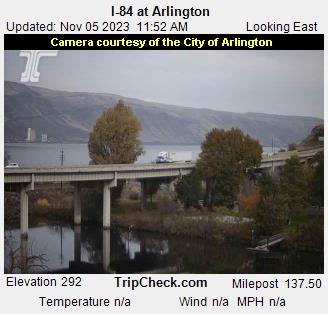 I-84 at Arlington
Updated: Nov 05 2023 11:52 AM Looking East
Camera courtesy of the City of Arlington
Elevation 292 TripCheck.com Milepost 137.50
Temperature n/a Wind n/a MPH n/a